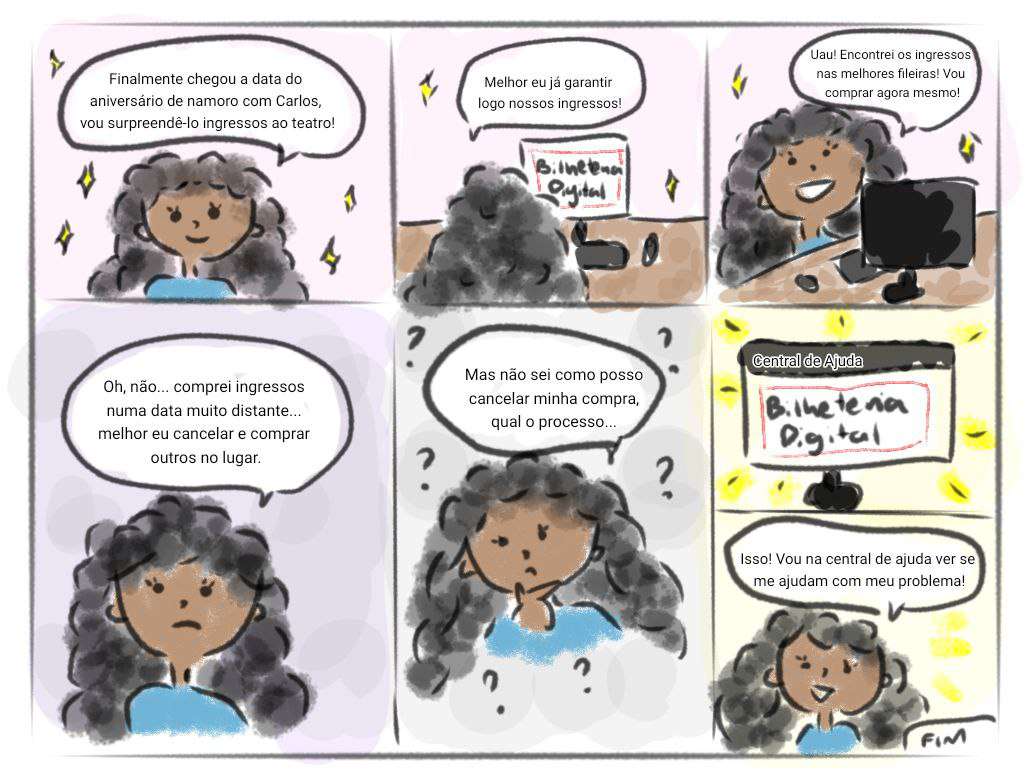 Finalmente chegou a data do
aniversário de namoro com Carlos,
vou surpreendê-lo ingressos ao teatro!
Melhor eu já garantir
logo nossos ingressos!
Bilheteria
Digital
Uau! Encontrei os ingressos
nas melhores fileiras! Vou
comprar agora mesmo!
Oh, não... comprei ingressos
numa data muito distante...
melhor eu cancelar e comprar
outros no lugar.
?
?
Mas não sei como posso
cancelar minha compra,
qual o processo...
?
?
?
?
Central de Ajuda
Bilheteria
Digital
Isso! Vou na central de ajuda ver se
me ajudam com meu problema!
FIM